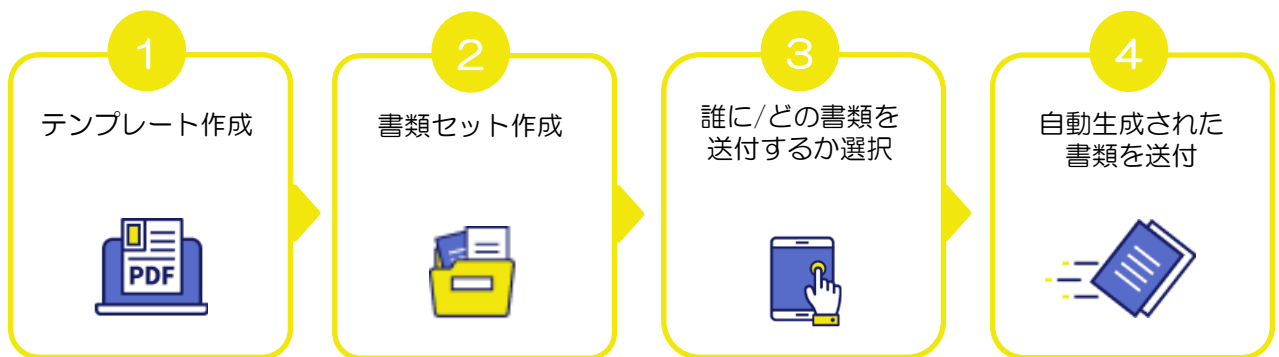 1
テンプレート作成
PDF
2
書類セット作成
3
誰に/どの書類を
送付するか選択
4
自動生成された
書類を送付